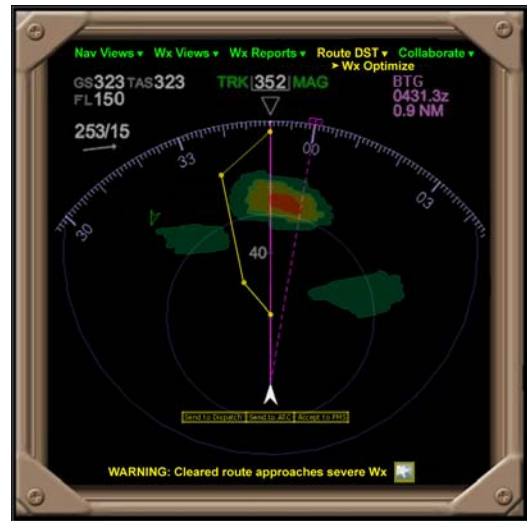 Nav Views ▾ Wx Views ▾ Wx Reports ▾ Route DST ▾ Collaborate ▾
➤ Wx Optimize
GS323 TAS323 TRK 352 MAG BTG
FL150 0431.3z
0.9 NM
253/15
33 00
30 03
40
Send to Dispatch Send to ATC Accept to FMS
WARNING: Cleared route approaches severe Wx